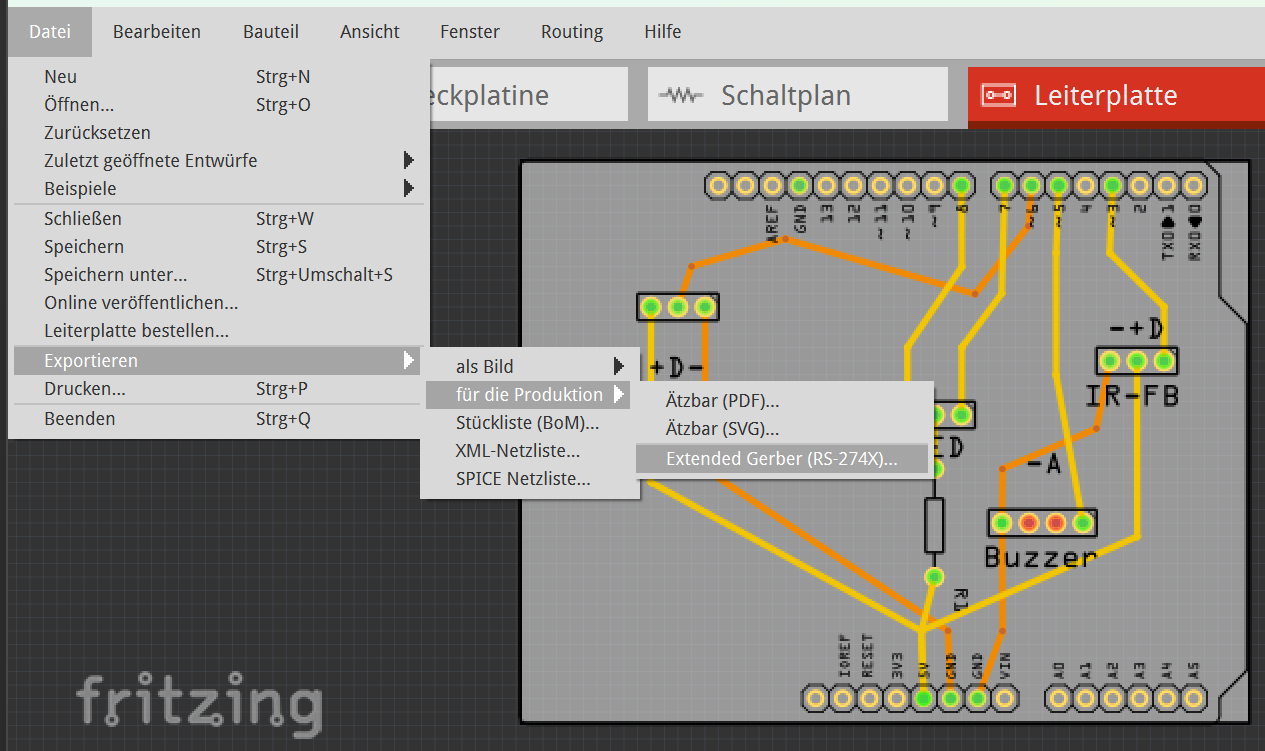 Datei Bearbeiten Bauteil Ansicht Fenster Routing Hilfe
Neu Strg+N
Öffnen... Strg+O
Zurücksetzen
Zuletzt geöffnete Entwürfe
Beispiele
Schließen Strg+W
Speichern Strg+S
Speichern unter... Strg+Umschalt+S
Online veröffentlichen...
Leiterplatte bestellen...
Exportieren
Drucken... Strg+P
Beenden Strg+Q
als Bild
für die Produktion
Stückliste (BoM)...
XML-Netzliste...
SPICE Netzliste...
Ätzbar (PDF)...
Ätzbar (SVG)...
Extended Gerber (RS-274X)...
eckplatine Schaltplan Leiterplatte
AREF GND 13 12 ~11 ~10 ~9 8 7 ~6 ~5 4 ~3 2 TXO 1 RXO 0
+D-
-+D
IR-FB
ED
-A
Buzzer
R1
IOREF RESET 3V3 5V GND GND VIN A0 A1 A2 A3 A4 A5
fritzing